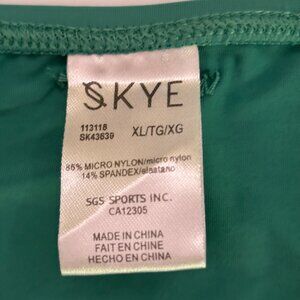 SKYE
113118
SK43639
XL/TG/XG
86% MICRO NYLON/micro nylon
14% SPANDEX/elastano
SGS SPORTS INC.
CA12305
MADE IN CHINA
FAIT EN CHINE
HECHO EN CHINA